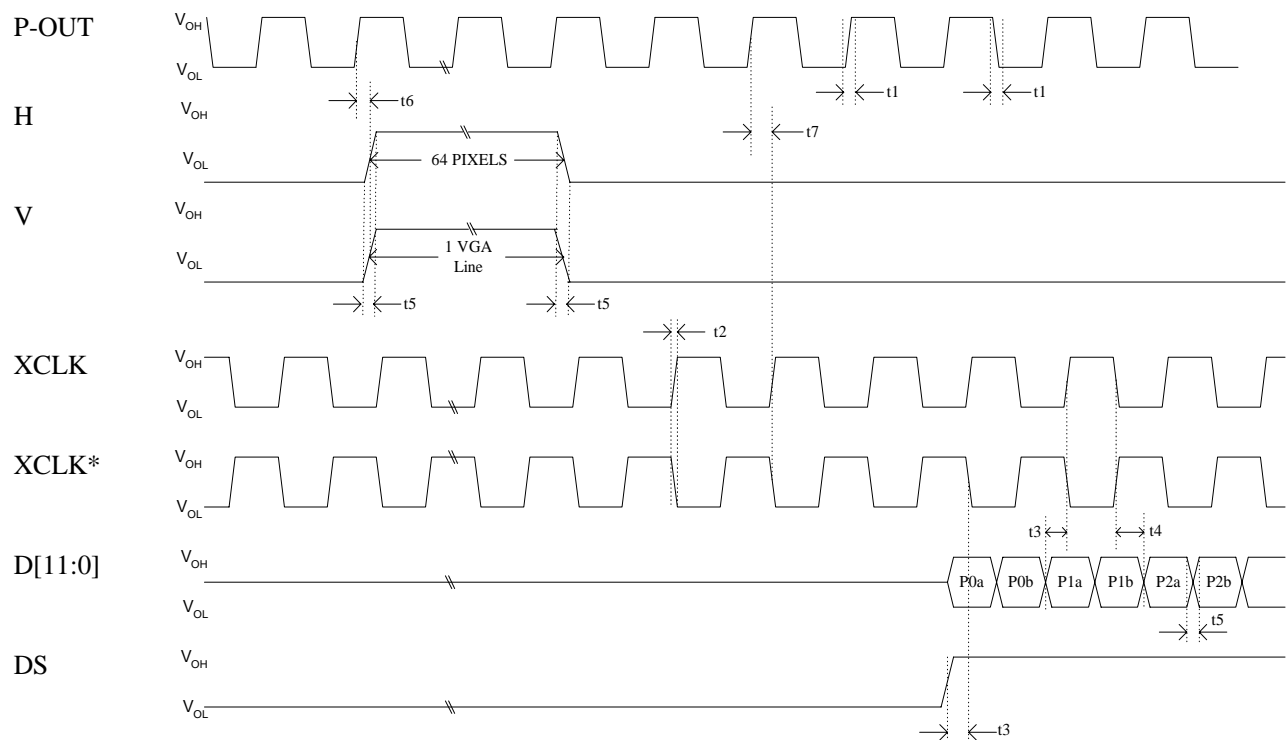 P-OUT
VOH
VOL
t1
t1
t6
H
VOH
t7
VOL
64 PIXELS
V
VOH
VOL
1 VGA
Line
t5
t5
t2
XCLK
VOH
VOL
XCLK*
VOH
VOL
t3
t4
D[11:0]
VOH
P0a
P0b
P1a
P1b
P2a
P2b
VOL
t5
DS
VOH
VOL
t3